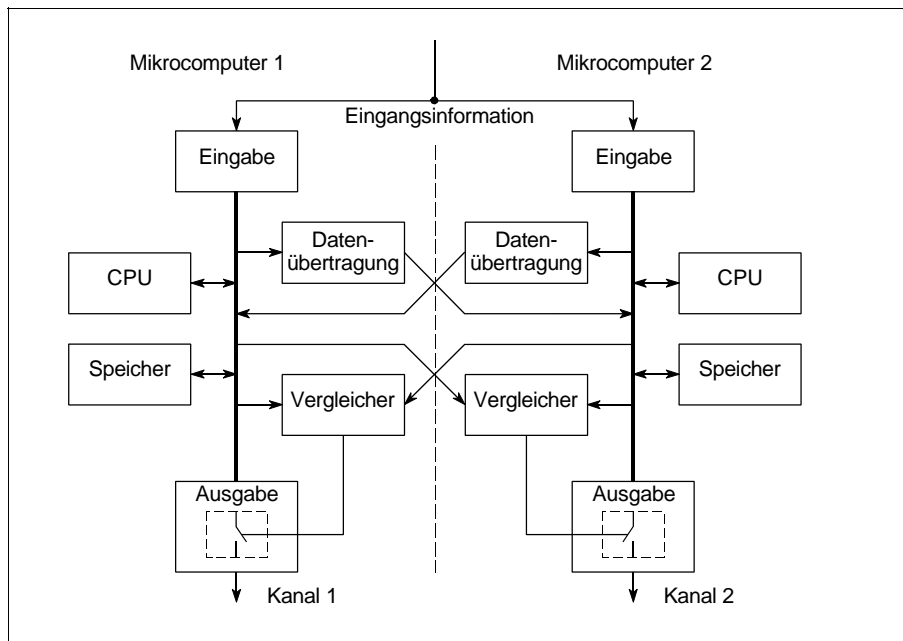 Mikrocomputer 1
Mikrocomputer 2
Eingangsinformation
Eingabe
Eingabe
Daten-
übertragung
Daten-
übertragung
CPU
CPU
Speicher
Speicher
Vergleicher
Vergleicher
Ausgabe
Ausgabe
Kanal 1
Kanal 2